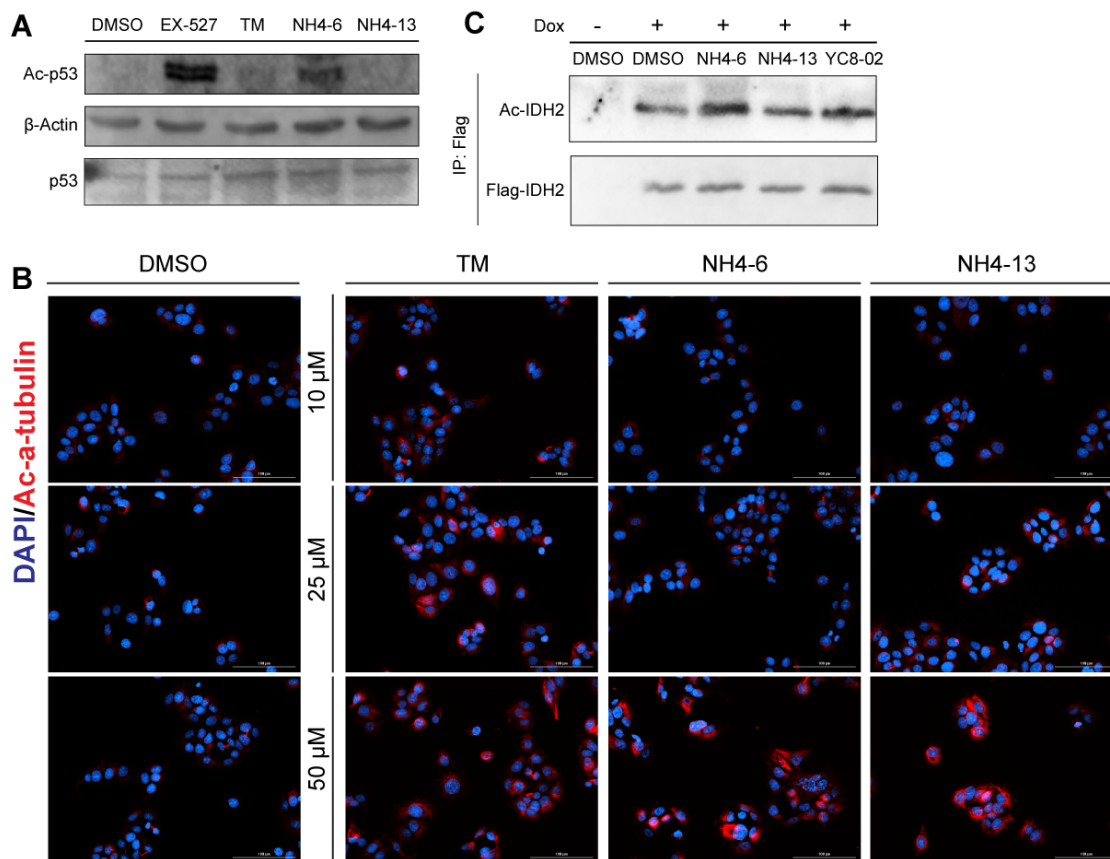 A
DMSO EX-527 TM NH4-6 NH4-13
Ac-p53
β-Actin
p53
C
Dox - + + + +
DMSO DMSO NH4-6 NH4-13 YC8-02
IP: Flag
Ac-IDH2
Flag-IDH2
B
DMSO TM NH4-6 NH4-13
DAPI/Ac-a-tubulin
10 µM
25 µM
50 µM